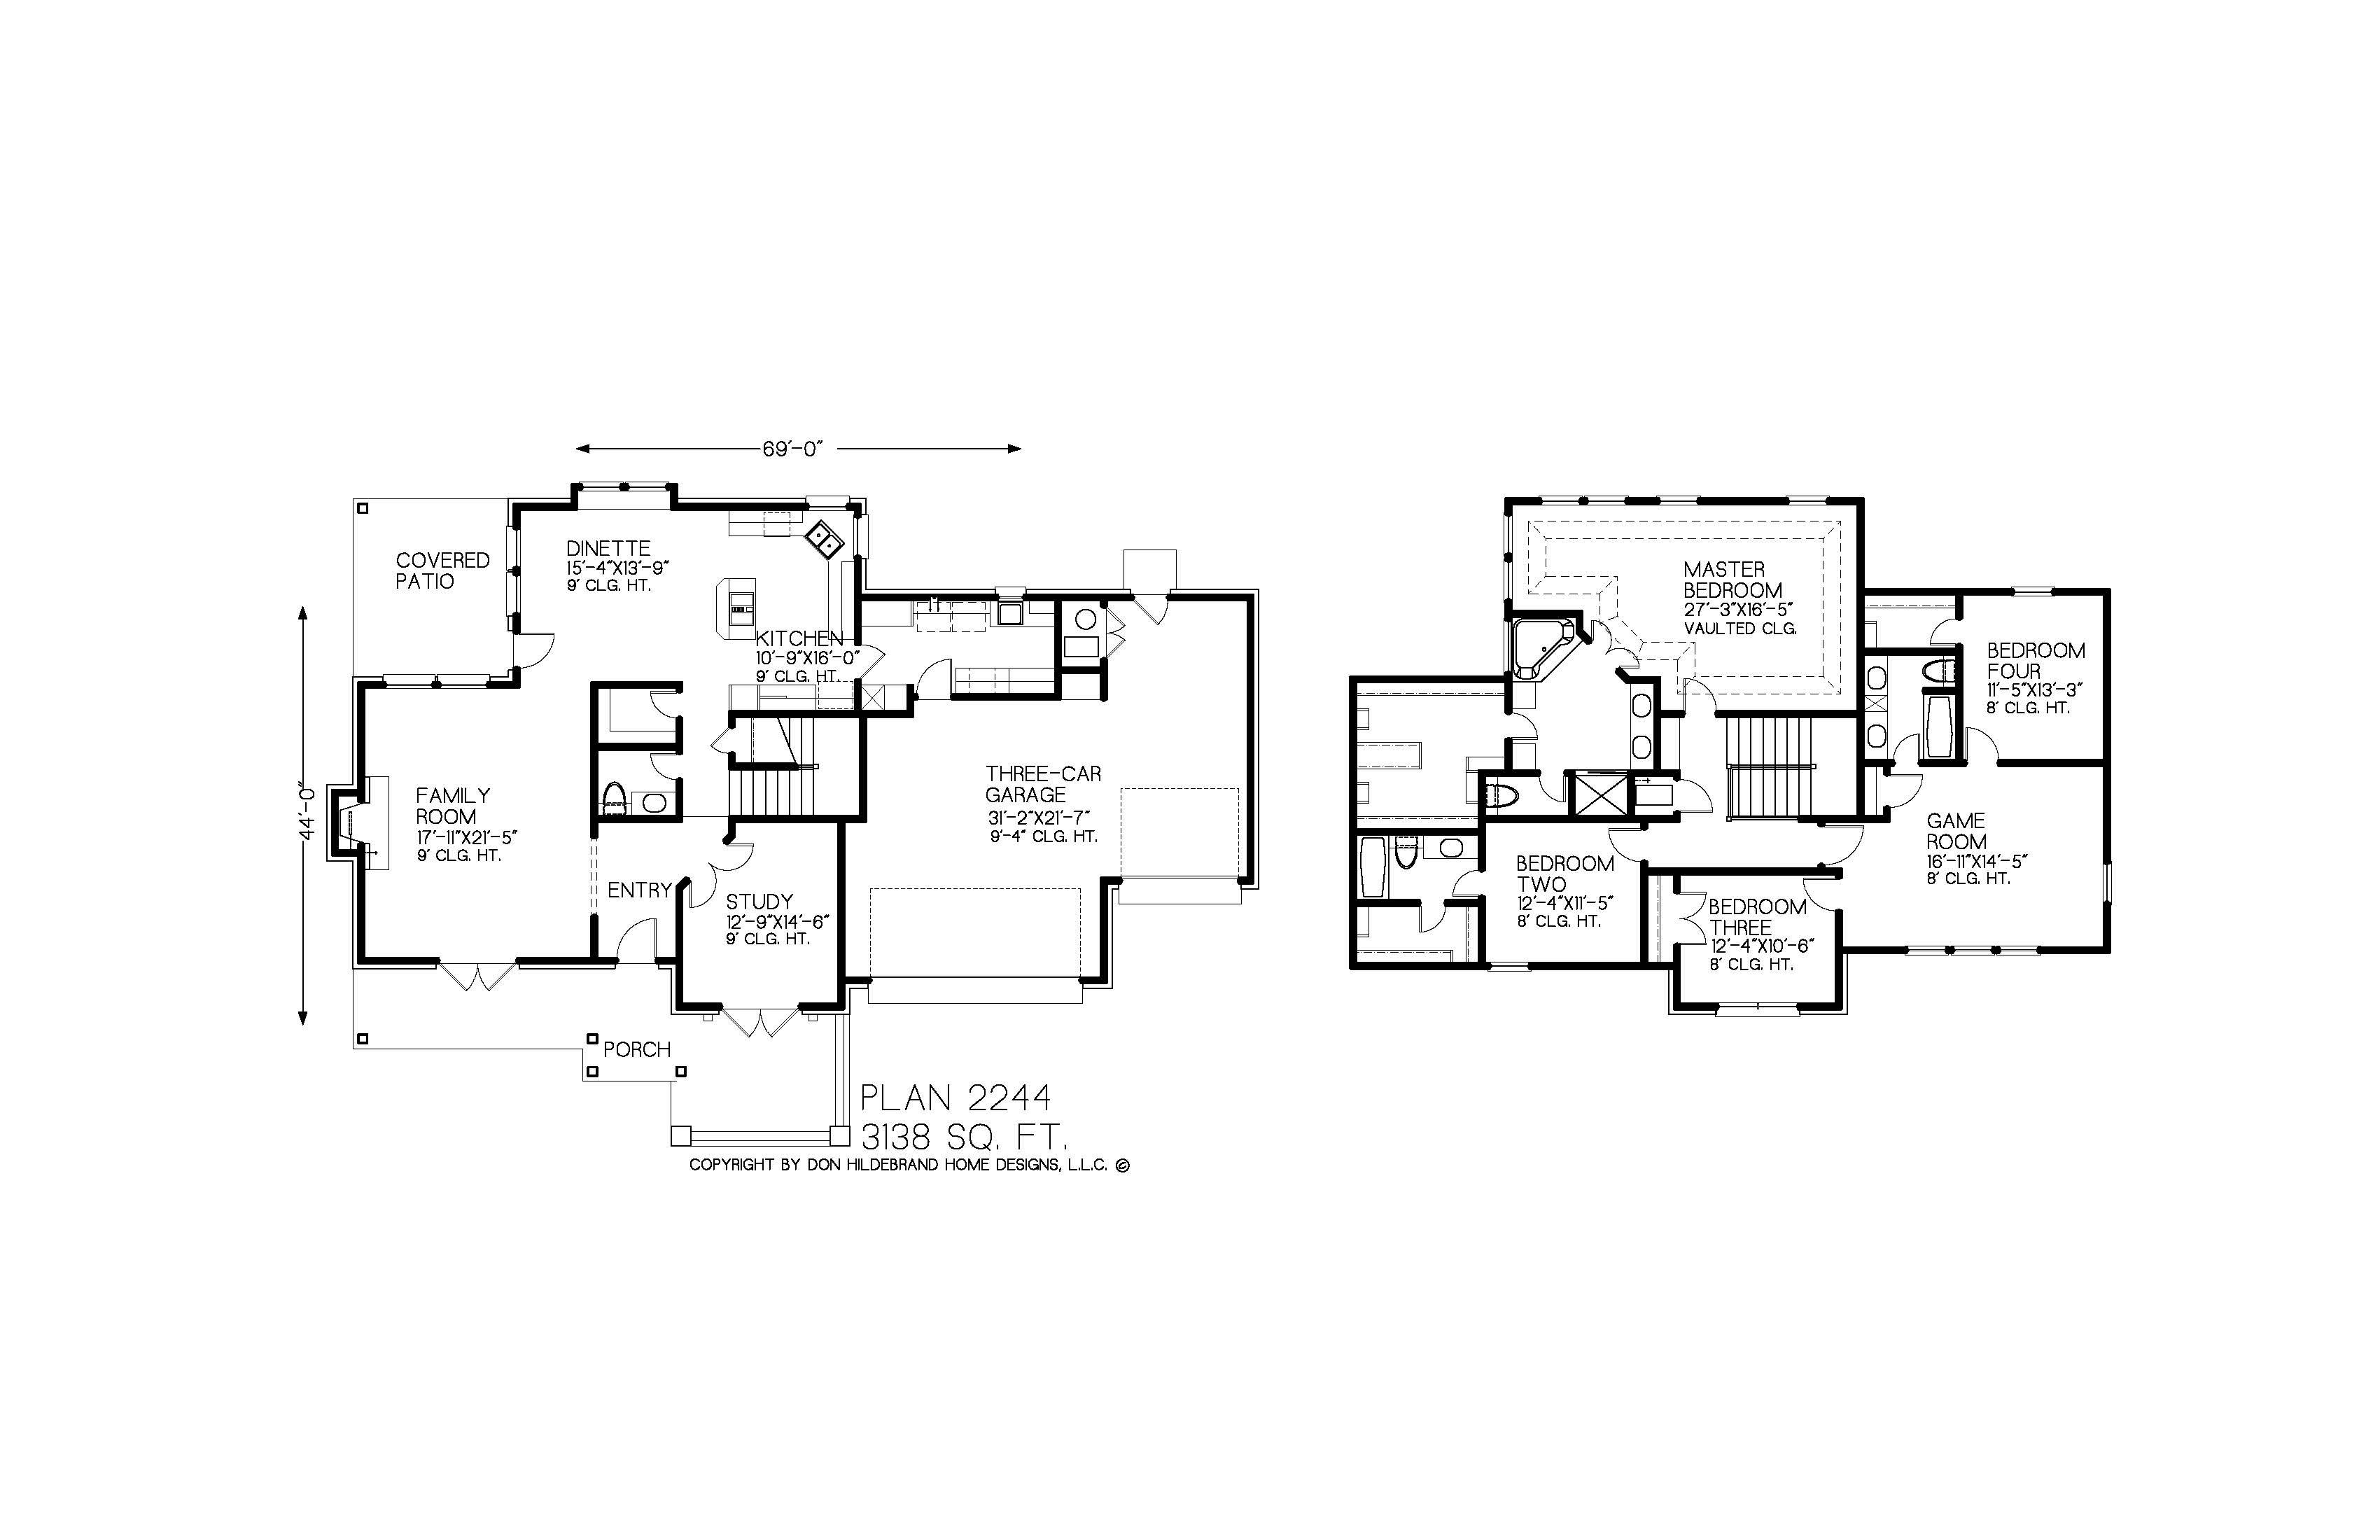 69'-0"
44'-0"
COVERED
PATIO
DINETTE
15'-4"X13'-9"
9' CLG. HT.
KITCHEN
10'-9"X16'-0"
9' CLG. HT.
FAMILY
ROOM
17'-11"X21'-5"
9' CLG. HT.
ENTRY
STUDY
12'-9"X14'-6"
9' CLG. HT.
THREE-CAR
GARAGE
31'-2"X21'-7"
9'-4" CLG. HT.
PORCH
PLAN 2244
3138 SQ. FT.
COPYRIGHT BY DON HILDEBRAND HOME DESIGNS, L.L.C. ©
MASTER
BEDROOM
27'-3"X16'-5"
VAULTED CLG.
BEDROOM
FOUR
11'-5"X13'-3"
8' CLG. HT.
GAME
ROOM
16'-11"X14'-5"
8' CLG. HT.
BEDROOM
TWO
12'-4"X11'-5"
8' CLG. HT.
BEDROOM
THREE
12'-4"X10'-6"
8' CLG. HT.